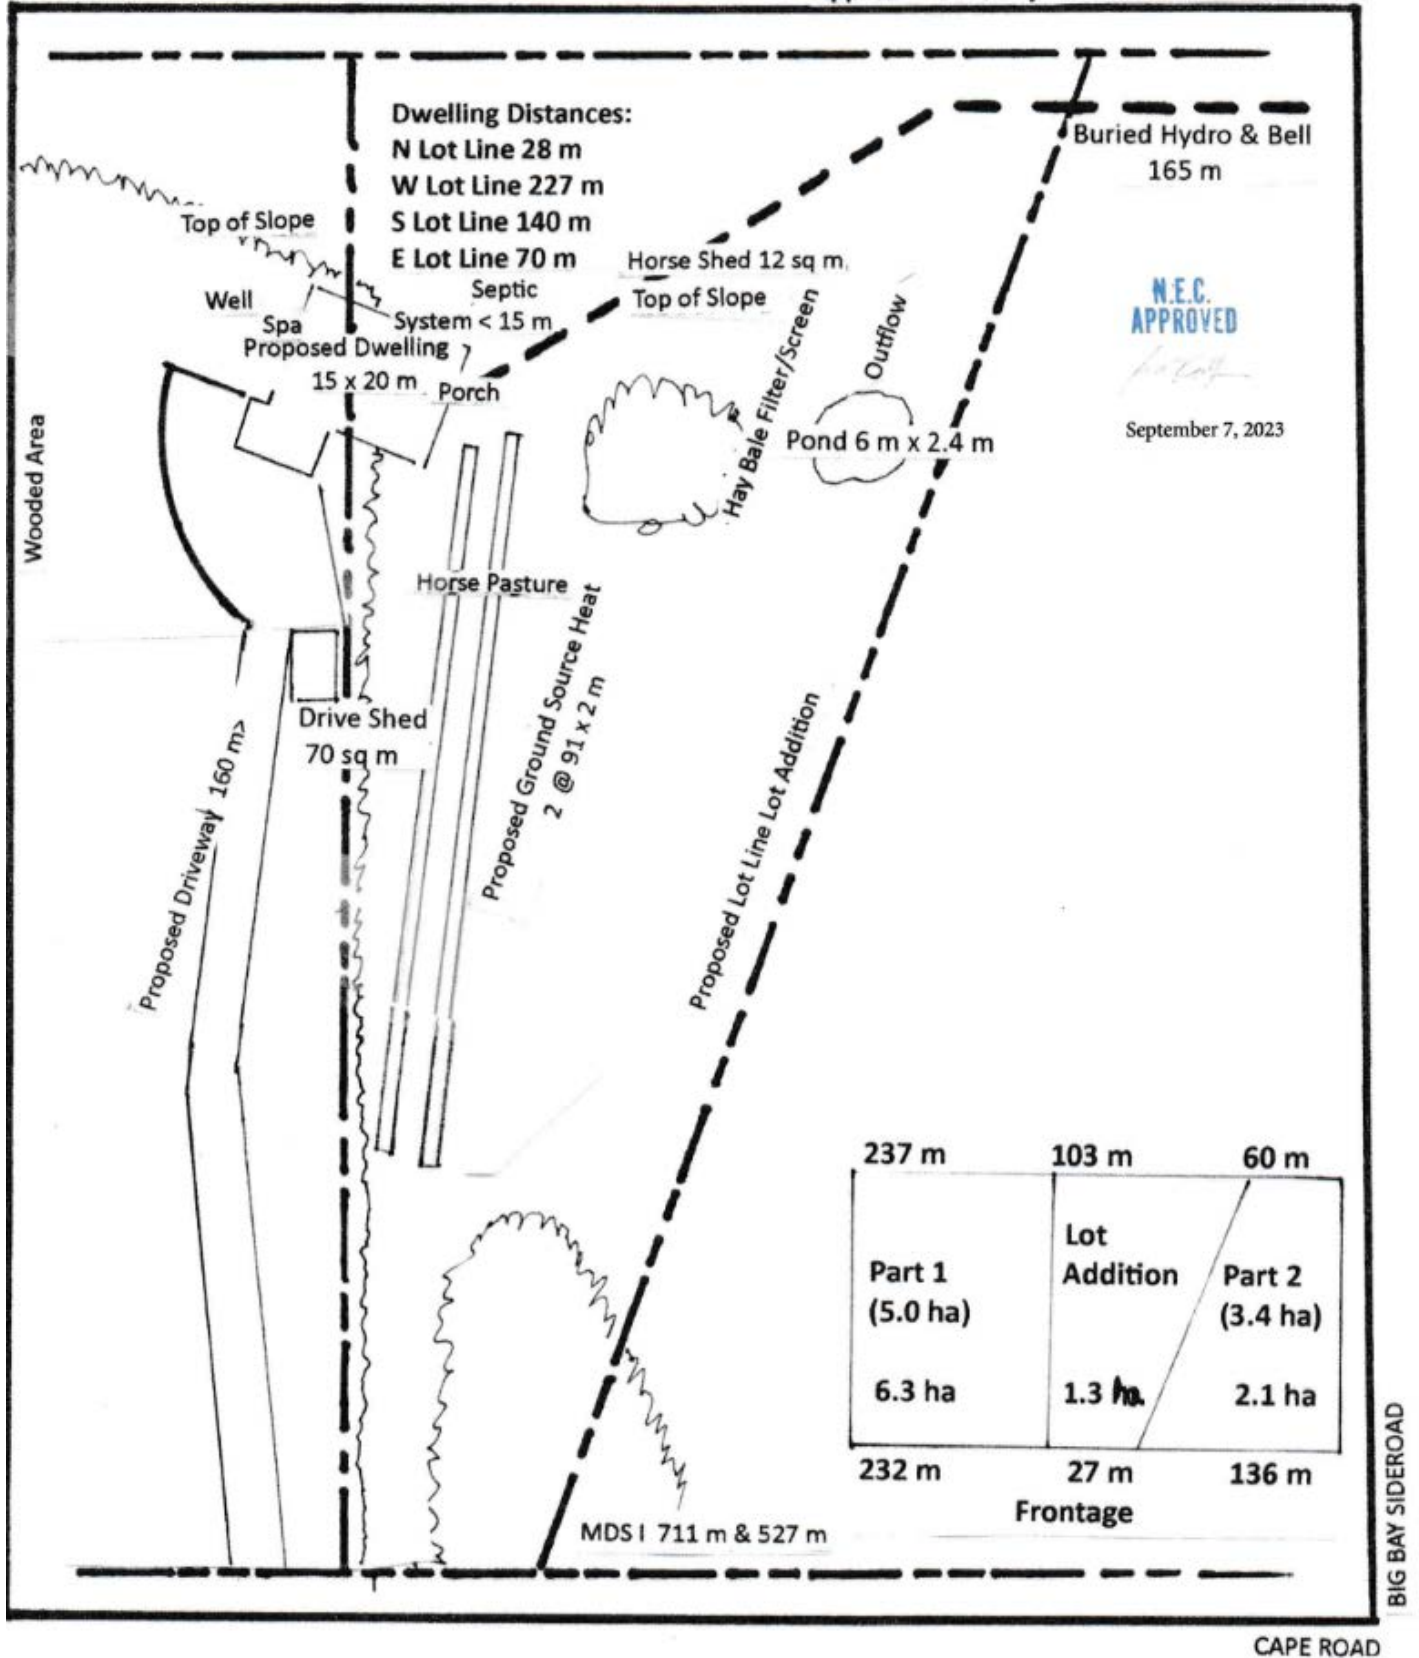 Dwelling Distances:
N Lot Line 28 m
W Lot Line 227 m
S Lot Line 140 m
E Lot Line 70 m
Buried Hydro & Bell
165 m
Top of Slope
Horse Shed 12 sq m
Top of Slope
Septic
System < 15 m
Well
Spa
Proposed Dwelling
15 x 20 m
Porch
N.E.C.
APPROVED
September 7, 2023
Wooded Area
Hay Bale Filter/Screen
Outflow
Pond 6 m x 2.4 m
Horse Pasture
Proposed Ground Source Heat
2 @ 91 x 2 m
Drive Shed
70 sq m
Proposed Driveway 160 m>
Proposed Lot Line Lot Addition
237 m 103 m 60 m
Lot
Addition
Part 1
(5.0 ha)
Part 2
(3.4 ha)
6.3 ha 1.3 ha. 2.1 ha
232 m 27 m 136 m
Frontage
MDS I 711 m & 527 m
BIG BAY SIDEROAD
CAPE ROAD